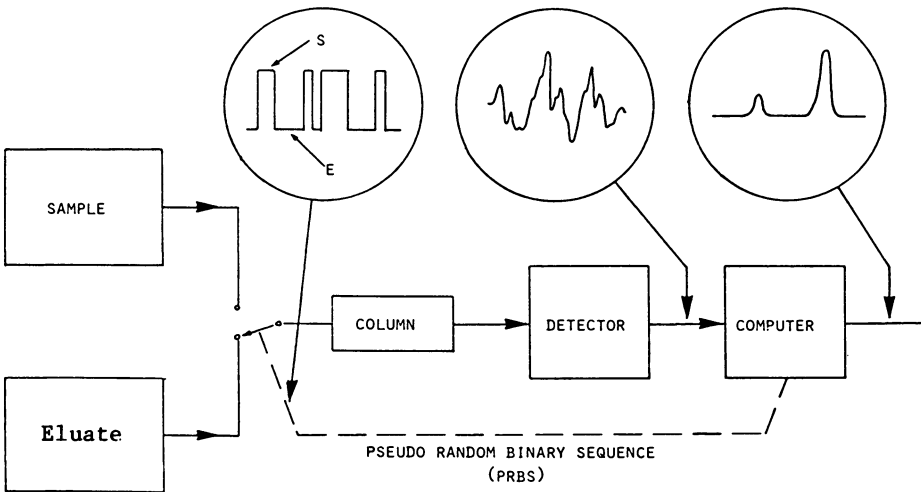 S
E
SAMPLE
COLUMN
DETECTOR
COMPUTER
Eluate
PSEUDO RANDOM BINARY SEQUENCE
(PRBS)